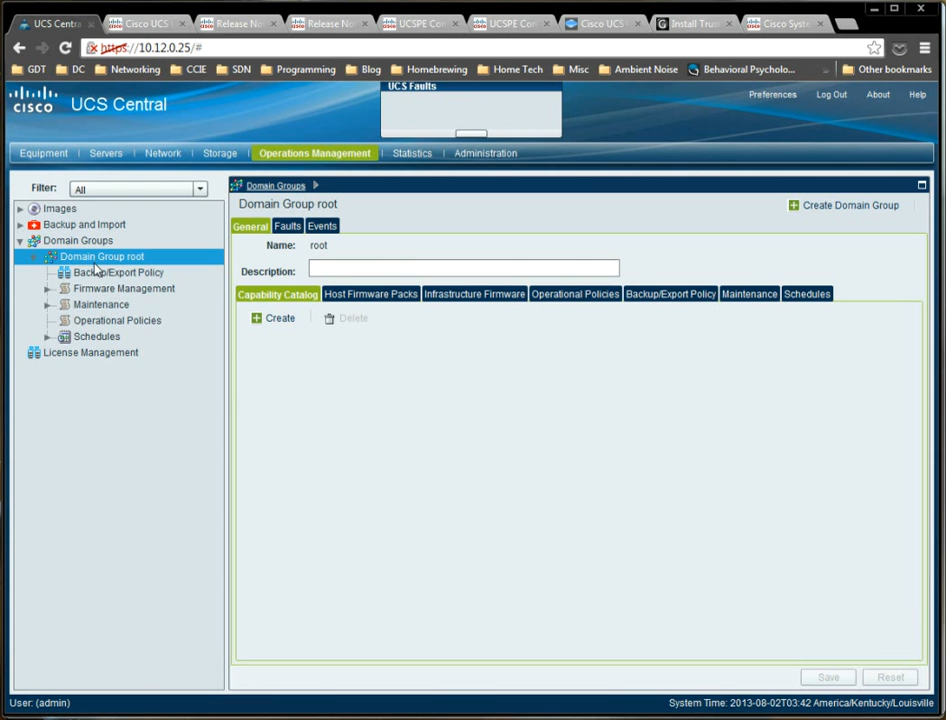 UCS Centra
Cisco UCS
Release No
Release No
UCSPE Con
UCSPE Con
Cisco UCS
Install Trus
Cisco Syst
https://10.12.0.25/#
GDT
DC
Networking
CCIE
SDN
Programming
Blog
Homebrewing
Home Tech
Misc
Ambient Noise
Behavioral Psycholo...
»
Other bookmarks
CISCO
UCS Central
UCS Faults
Preferences
Log Out
About
Help
Equipment
Servers
Network
Storage
Operations Management
Statistics
Administration
Filter:
All
Images
Backup and Import
Domain Groups
Domain Group root
Backup/Export Policy
Firmware Management
Maintenance
Operational Policies
Schedules
License Management
Domain Groups
Domain Group root
Create Domain Group
General
Faults
Events
Name:
root
Description:
Capability Catalog
Host Firmware Packs
Infrastructure Firmware
Operational Policies
Backup/Export Policy
Maintenance
Schedules
Create
Delete
Save
Reset
User: (admin)
System Time: 2013-08-02T03:42 America/Kentucky/Louisville